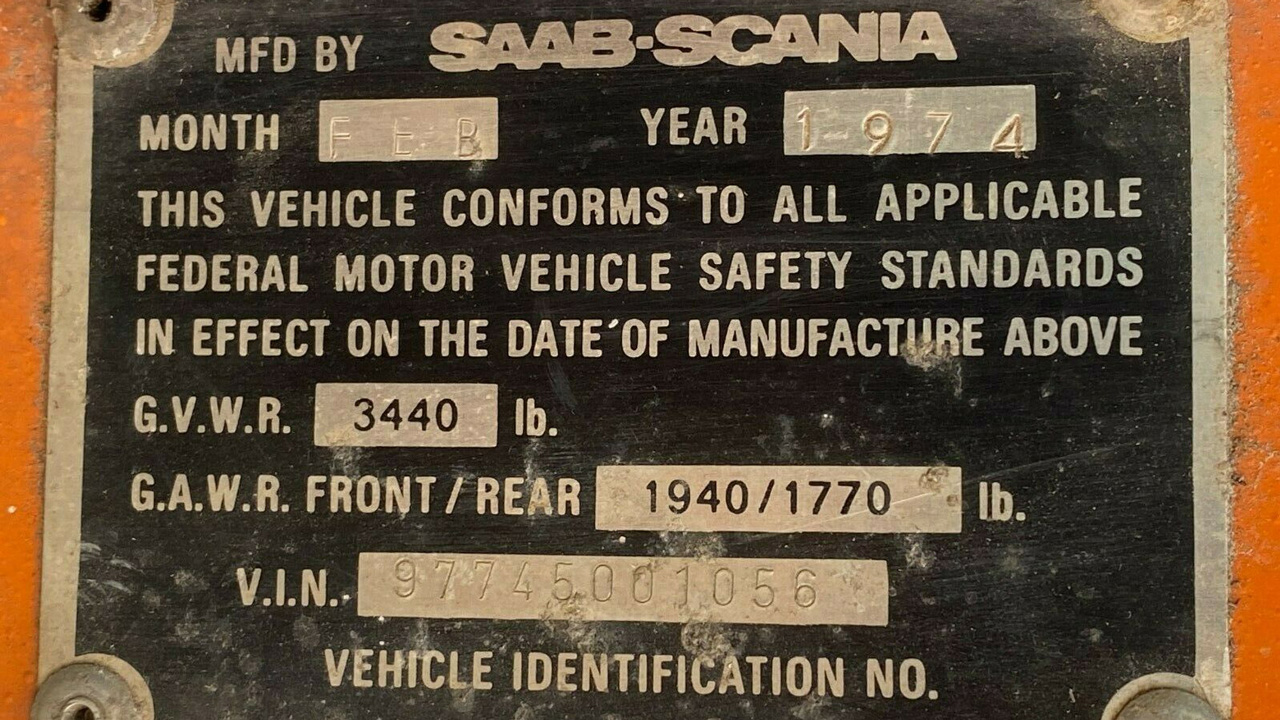 MFD BY SAAB-SCANIA
MONTH FEB YEAR 1974
THIS VEHICLE CONFORMS TO ALL APPLICABLE
FEDERAL MOTOR VEHICLE SAFETY STANDARDS
IN EFFECT ON THE DATE OF MANUFACTURE ABOVE
G.V.W.R. 3440 lb.
G.A.W.R. FRONT/REAR 1940/1770 lb.
V.I.N. 97745001056
VEHICLE IDENTIFICATION NO.